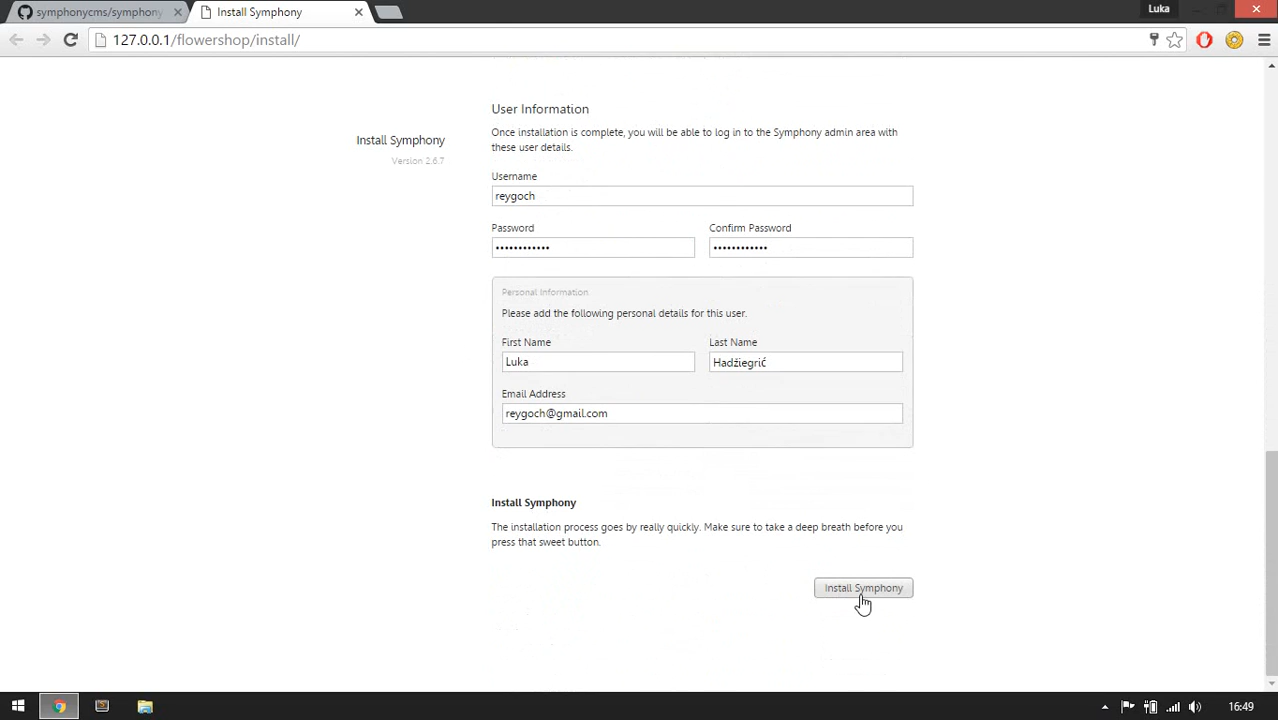 symphonycms/symphony
Install Symphony
Luka
127.0.0.1/flowershop/install/
User Information
Install Symphony
Once installation is complete, you will be able to log in to the Symphony admin area with
these user details.
Version 2.6.7
Username
reygoch
Password
Confirm Password
••••••••••••
••••••••••••
Personal Information
Please add the following personal details for this user.
First Name
Last Name
Luka
Hadžiegrić
Email Address
reygoch@gmail.com
Install Symphony
The installation process goes by really quickly. Make sure to take a deep breath before you
press that sweet button.
Install Symphony
16:49